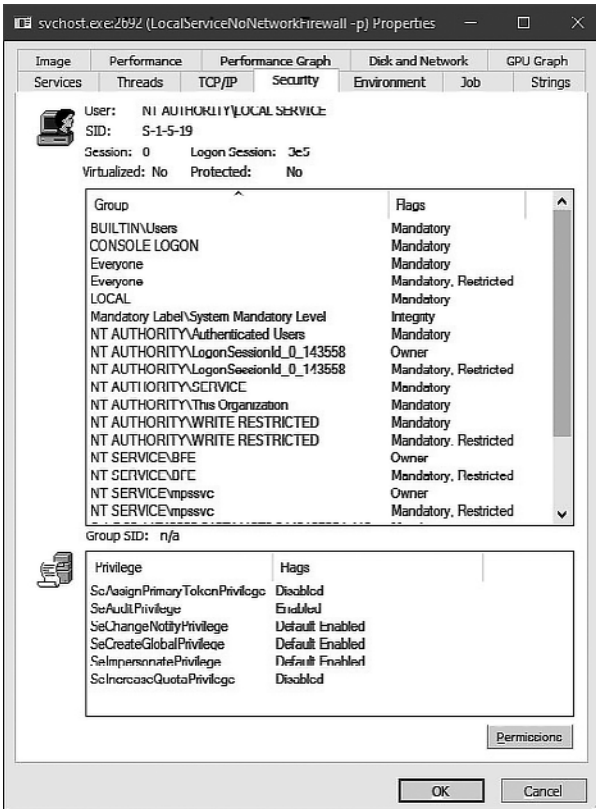 svchost.exe:2692 (LocalServiceNoNetworkFirewall -p) Properties
Image Performance Performance Graph Disk and Network GPU Graph
Services Threads TCP/IP Security Environment Job Strings
User: NT AUTHORITY\LOCAL SERVICE
SID: S-1-5-19
Session: 0 Logon Session: 3e5
Virtualized: No Protected: No
Group Flags
BUILTIN\Users Mandatory
CONSOLE LOGON Mandatory
Everyone Mandatory
Everyone Mandatory, Restricted
LOCAL Mandatory
Mandatory Label\System Mandatory Level Integrity
NT AUTHORITY\Authenticated Users Mandatory
NT AUTHORITY\LogonSessionId_0_143558 Owner
NT AUTHORITY\LogonSessionId_0_143558 Mandatory, Restricted
NT AUTHORITY\SERVICE Mandatory
NT AUTHORITY\This Organization Mandatory
NT AUTHORITY\WRITE RESTRICTED Mandatory
NT AUTHORITY\WRITE RESTRICTED Mandatory, Restricted
NT SERVICE\BFE Owner
NT SERVICE\BFE Mandatory, Restricted
NT SERVICE\mpssvc Owner
NT SERVICE\mpssvc Mandatory, Restricted
Group SID: n/a
Privilege Flags
SeAssignPrimaryTokenPrivilege Disabled
SeAuditPrivilege Enabled
SeChangeNotifyPrivilege Default Enabled
SeCreateGlobalPrivilege Default Enabled
SeImpersonatePrivilege Default Enabled
SeIncreaseQuotaPrivilege Disabled
Permissions
OK Cancel